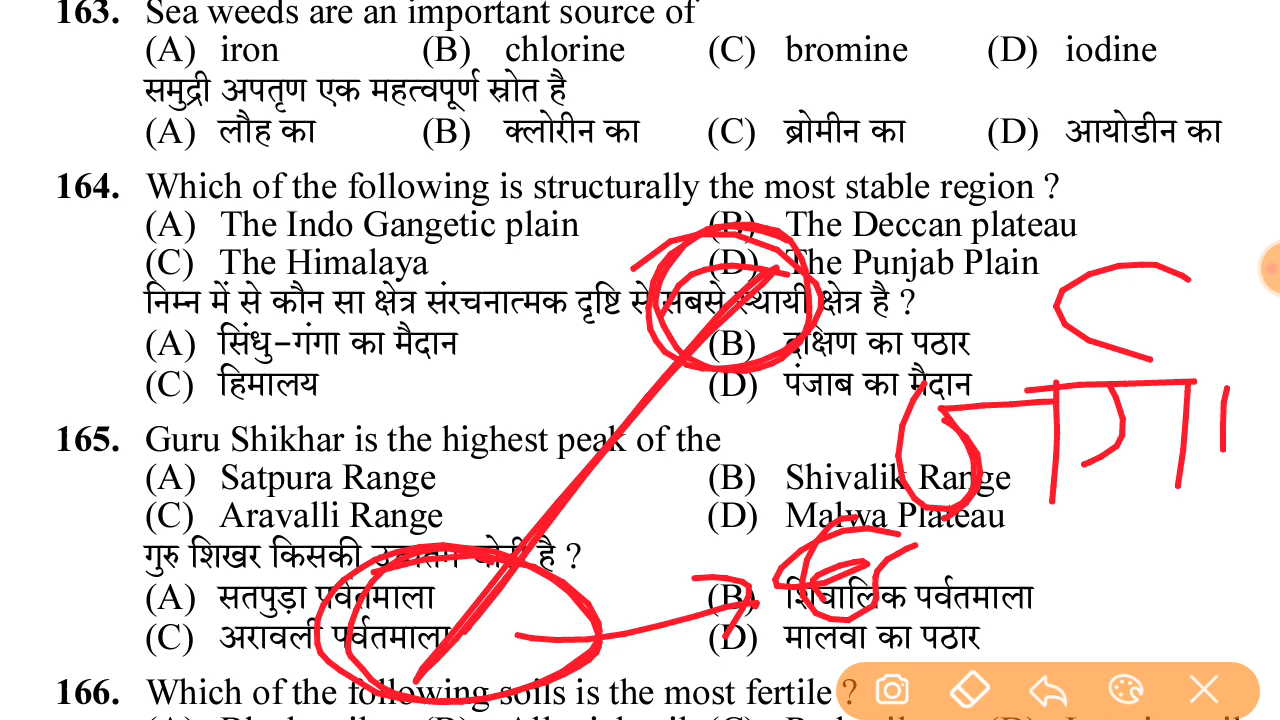 163. Sea weeds are an important source of
(A) iron (B) chlorine (C) bromine (D) iodine
समुद्री अपतृण एक महत्वपूर्ण स्रोत है
(A) लौह का (B) क्लोरीन का (C) ब्रोमीन का (D) आयोडीन का
164. Which of the following is structurally the most stable region ?
(A) The Indo Gangetic plain (B) The Deccan plateau
(C) The Himalaya (D) The Punjab Plain
निम्न में से कौन सा क्षेत्र संरचनात्मक दृष्टि से सबसे स्थायी क्षेत्र है ?
(A) सिंधु-गंगा का मैदान (B) दक्षिण का पठार
(C) हिमालय (D) पंजाब का मैदान
165. Guru Shikhar is the highest peak of the
(A) Satpura Range (B) Shivalik Range
(C) Aravalli Range (D) Malwa Plateau
गुरु शिखर किसकी उच्चतम चोटी है ?
(A) सतपुड़ा पर्वतमाला (B) शिवालिक पर्वतमाला
(C) अरावली पर्वतमाला (D) मालवा का पठार
166. Which of the following soils is the most fertile ?